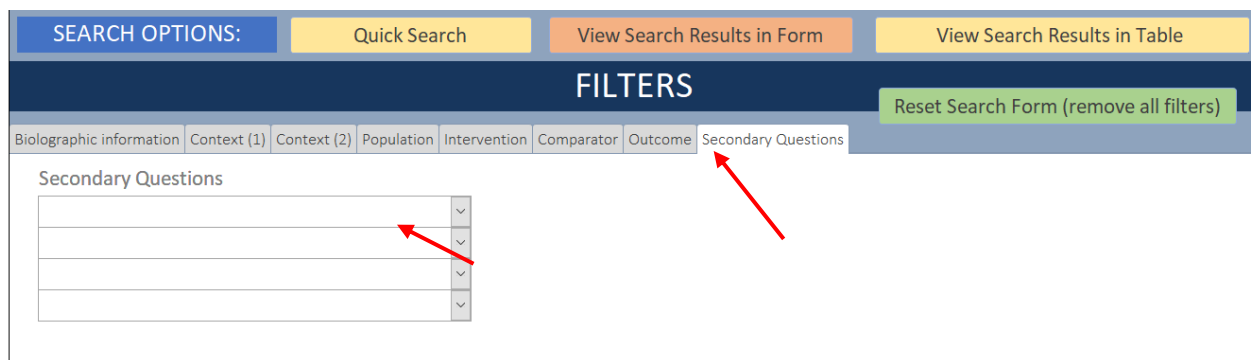 SEARCH OPTIONS: Quick Search View Search Results in Form View Search Results in Table
FILTERS
Reset Search Form (remove all filters)
Biolographic information Context (1) Context (2) Population Intervention Comparator Outcome Secondary Questions
Secondary Questions